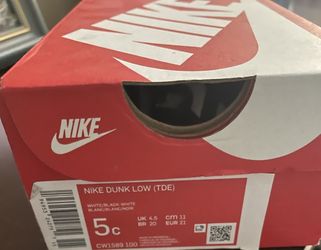 NIKE
NIKE
NIKE DUNK LOW (TDE)
WHITE/BLACK-WHITE
BLANC/BLANC/NOIR
5C
UK 4.5
cm 11
BR 20
EUR 21
CW1589 100